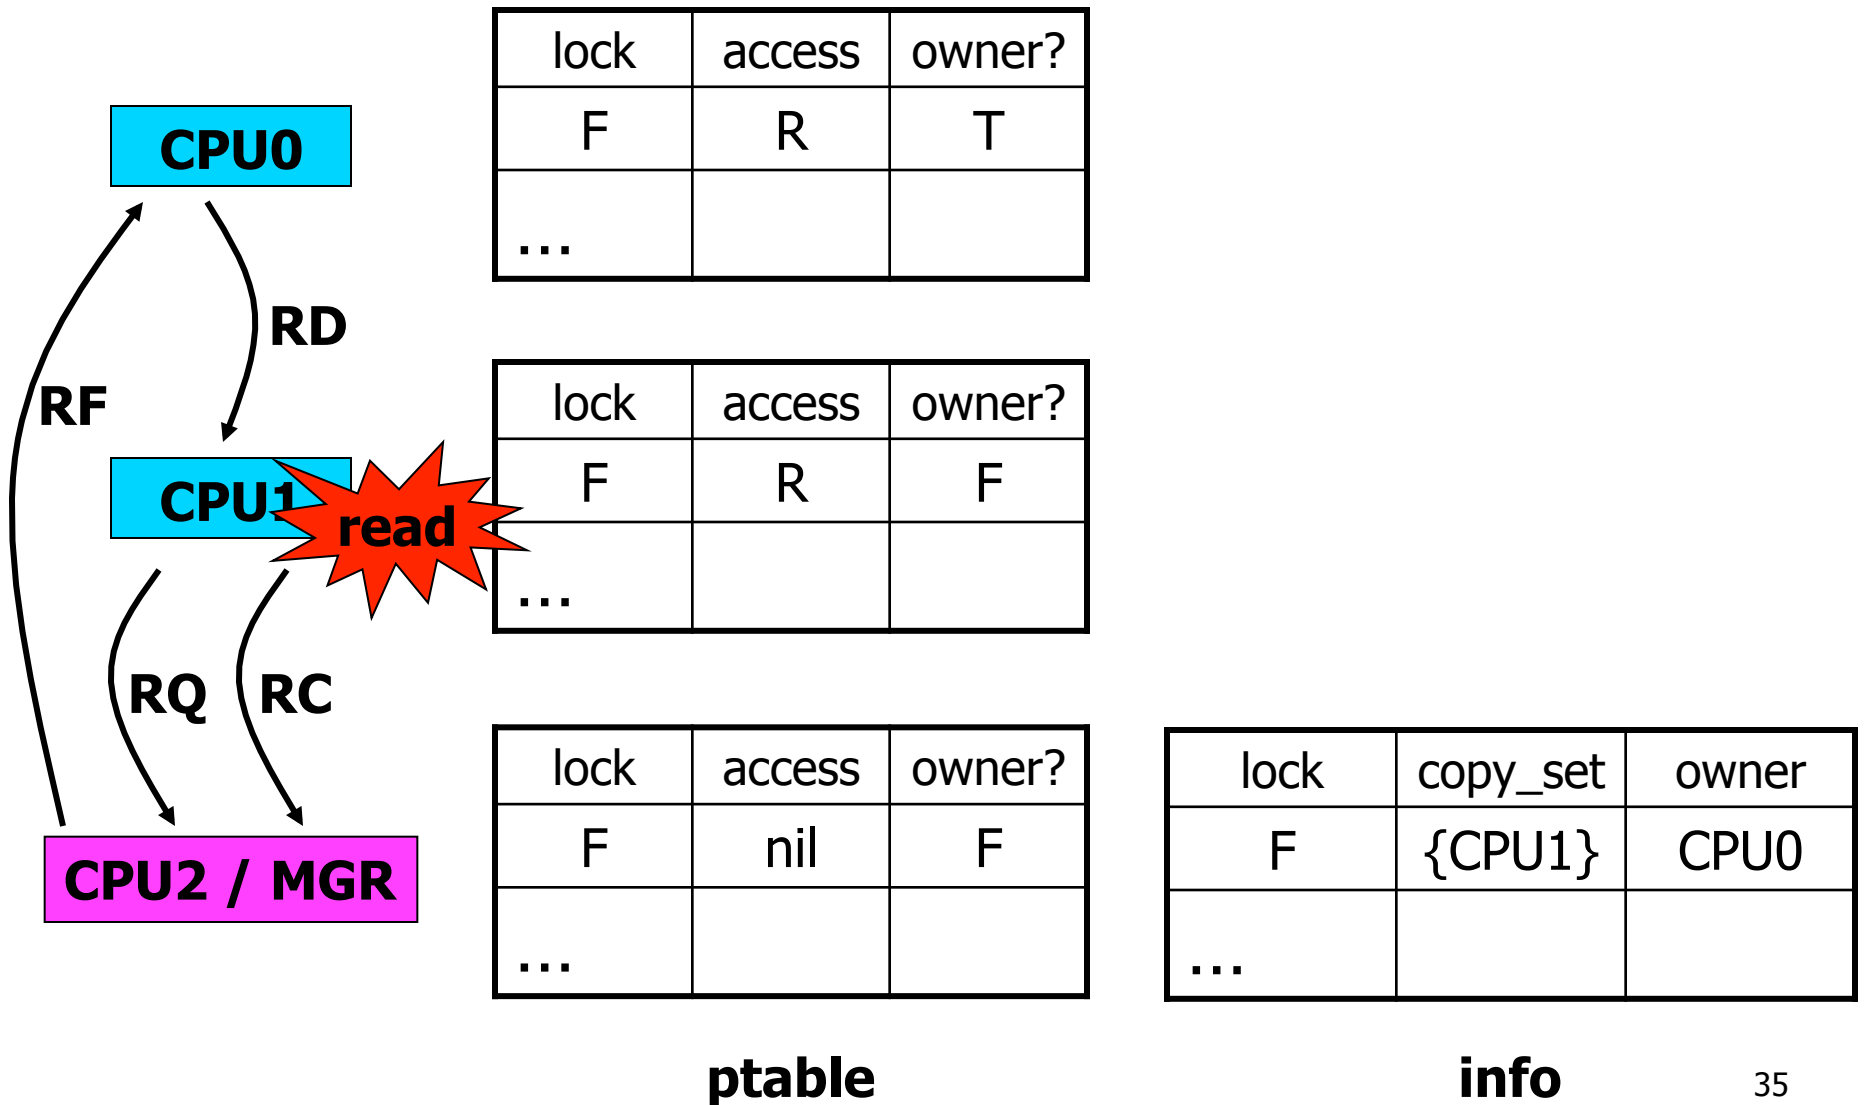 lock access owner?
F R T
...
CPU0
RD
RF
lock access owner?
F R F
...
CPU1
read
RQ RC
lock access owner?
F nil F
...
CPU2 / MGR
lock copy_set owner
F {CPU1} CPU0
...
ptable
info
35